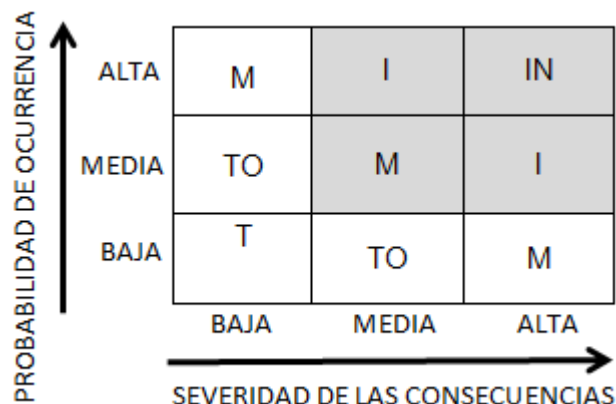 PROBABILIDAD DE OCURRENCIA
ALTA M I IN
MEDIA TO M I
BAJA T TO M
BAJA MEDIA ALTA
SEVERIDAD DE LAS CONSECUENCIAS